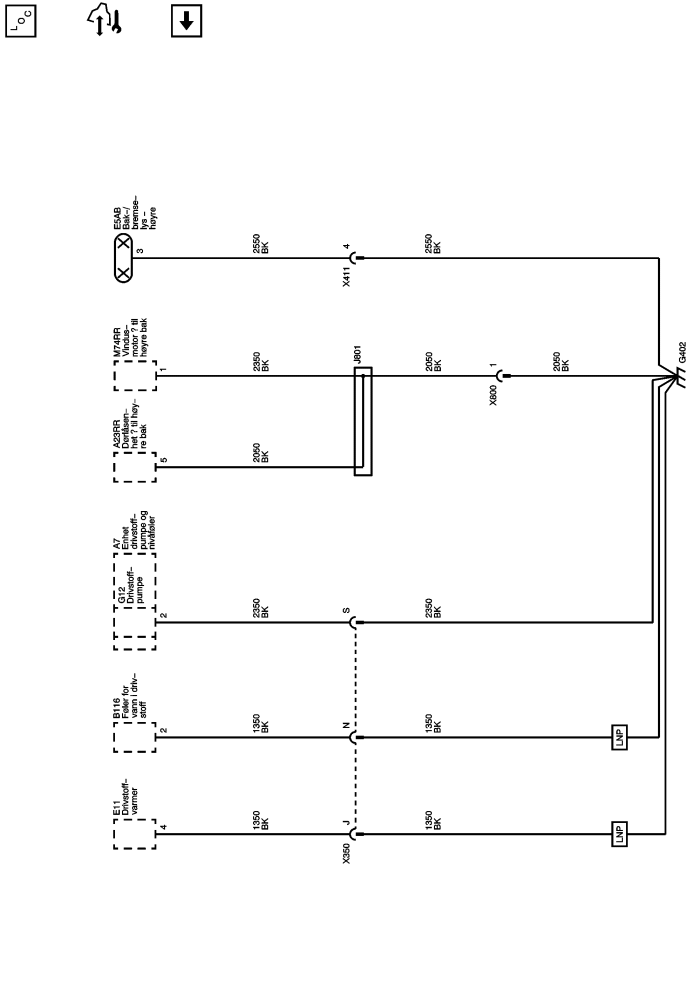 L O C
E5AB
Bak-/
bremse-
lys -
høyre
3
2550
BK
4
X411
2550
BK
M74RR
Vindus-
motor ? til
høyre bak
1
2350
BK
J801
2050
BK
1
X800
2050
BK
G402
A23RR
Dørlåsen-
het ? til høy-
re bak
5
2050
BK
A7
Enhet
drivstoff-
pumpe og
nivåføler
G12
Drivstoff-
pumpe
2
2350
BK
S
2350
BK
B116
Føler for
vann i driv-
stoff
2
1350
BK
N
1350
BK
LNP
E11
Drivstoff-
varmer
4
1350
BK
J
X350
1350
BK
LNP